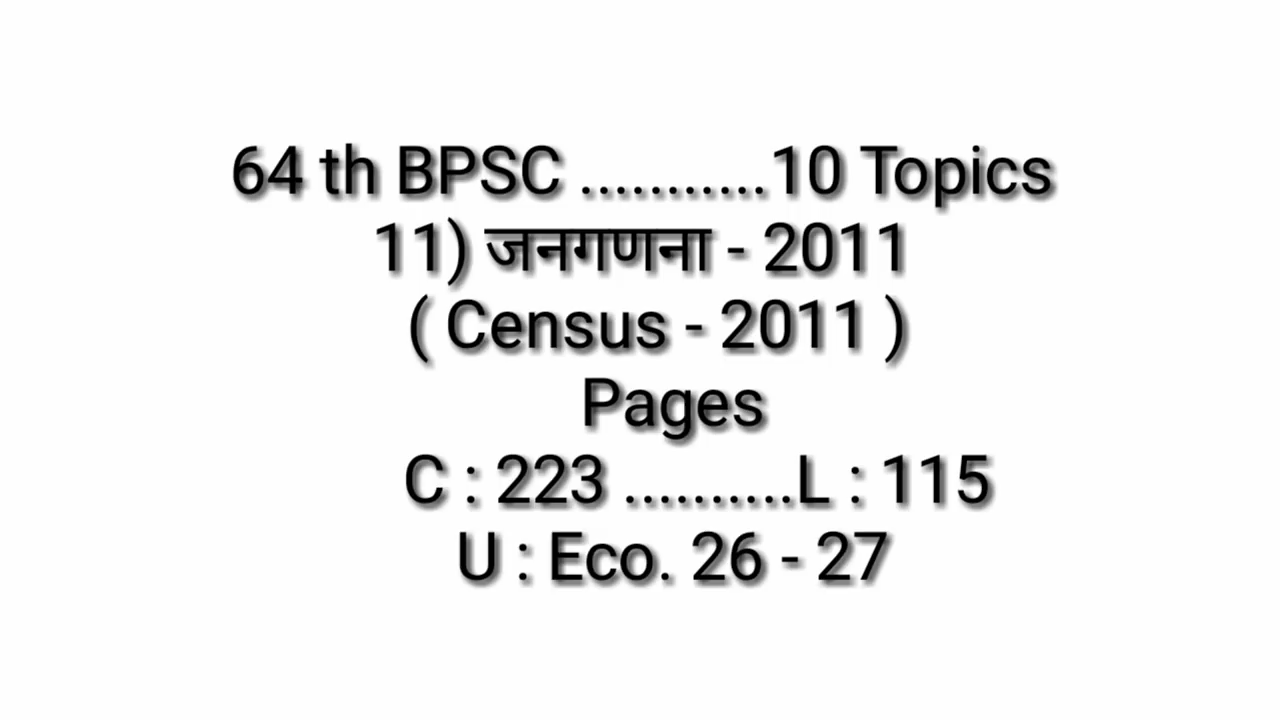 64 th BPSC ...........10 Topics
11) जनगणना - 2011
( Census - 2011 )
Pages
C : 223 ..........L : 115
U : Eco. 26 - 27